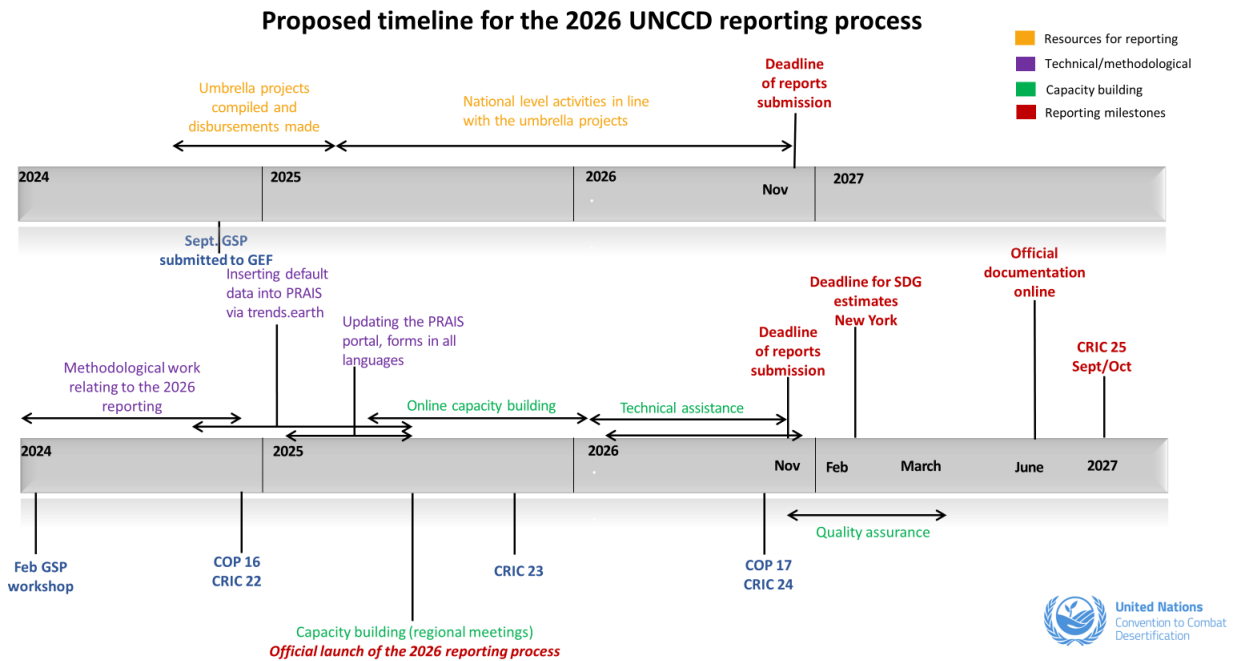 Proposed timeline for the 2026 UNCCD reporting process
Resources for reporting
Technical/methodological
Capacity building
Reporting milestones
Umbrella projects
compiled and
disbursements made
National level activities in line
with the umbrella projects
Deadline
of reports
submission
2024
2025
2026
Nov
2027
Sept. GSP
submitted to GEF
Inserting default
data into PRAIS
via trends.earth
Updating the PRAIS
portal, forms in all
languages
Methodological work
relating to the 2026
reporting
Online capacity building
Technical assistance
Deadline
of reports
submission
Deadline for SDG
estimates
New York
Official
documentation
online
CRIC 25
Sept/Oct
2024
2025
2026
Nov
Feb
March
June
2027
Feb GSP
workshop
COP 16
CRIC 22
CRIC 23
COP 17
CRIC 24
Quality assurance
Capacity building (regional meetings)
Official launch of the 2026 reporting process
United Nations
Convention to Combat
Desertification